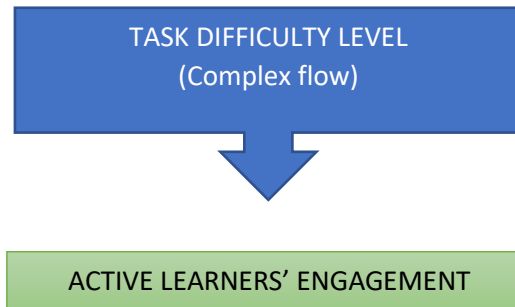 TASK DIFFICULTY LEVEL
(Complex flow)
ACTIVE LEARNERS’ ENGAGEMENT